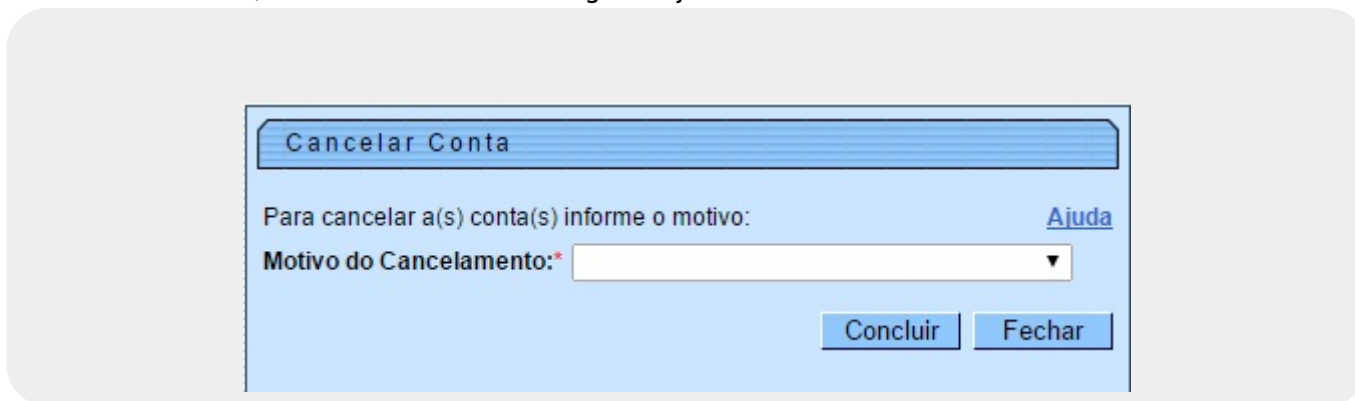 Cancelar Conta
Para cancelar a(s) conta(s) informe o motivo: Ajuda
Motivo do Cancelamento:*
Concluir Fechar